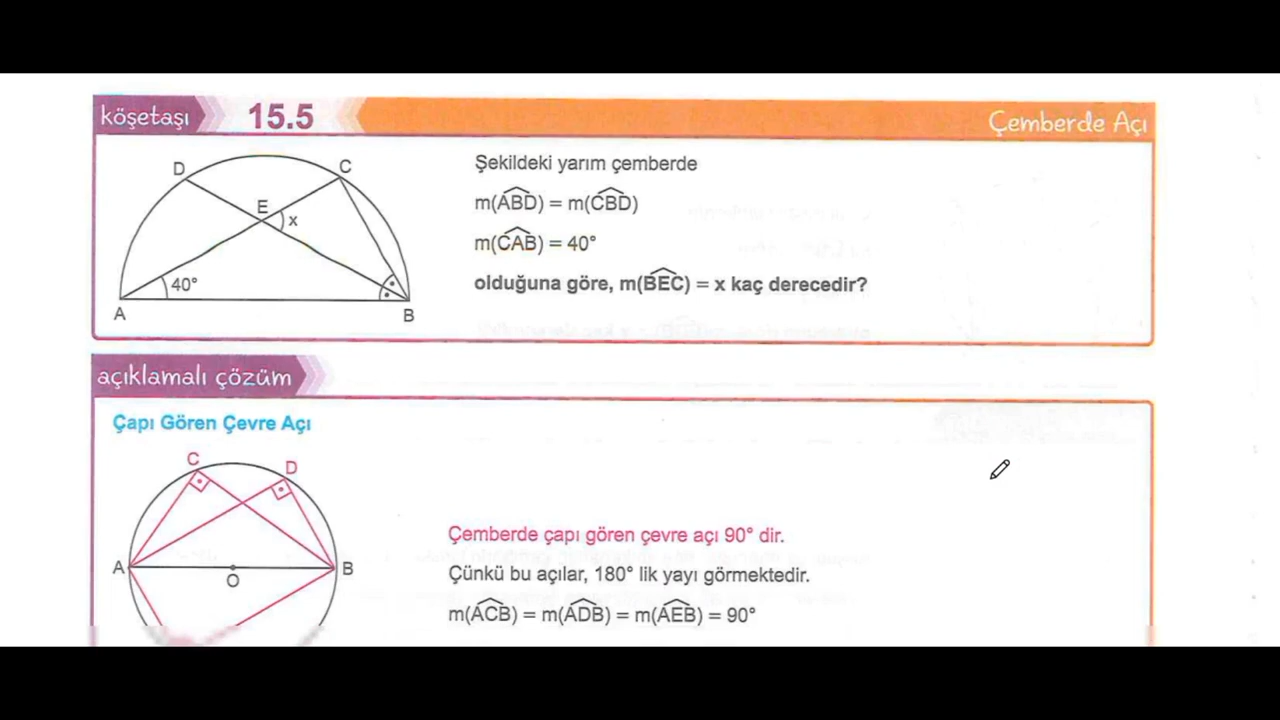 köşetaşı 15.5 Çemberde Açı
D
C
E
x
40°
A
B
Şekildeki yarım çemberde
m(ABD) = m(CBD)
m(CAB) = 40°
olduğuna göre, m(BEC) = x kaç derecedir?
açıklamalı çözüm
Çapı Gören Çevre Açı
C
D
A
O
B
Çemberde çapı gören çevre açı 90° dir.
Çünkü bu açılar, 180° lik yayı görmektedir.
m(ACB) = m(ADB) = m(AEB) = 90°